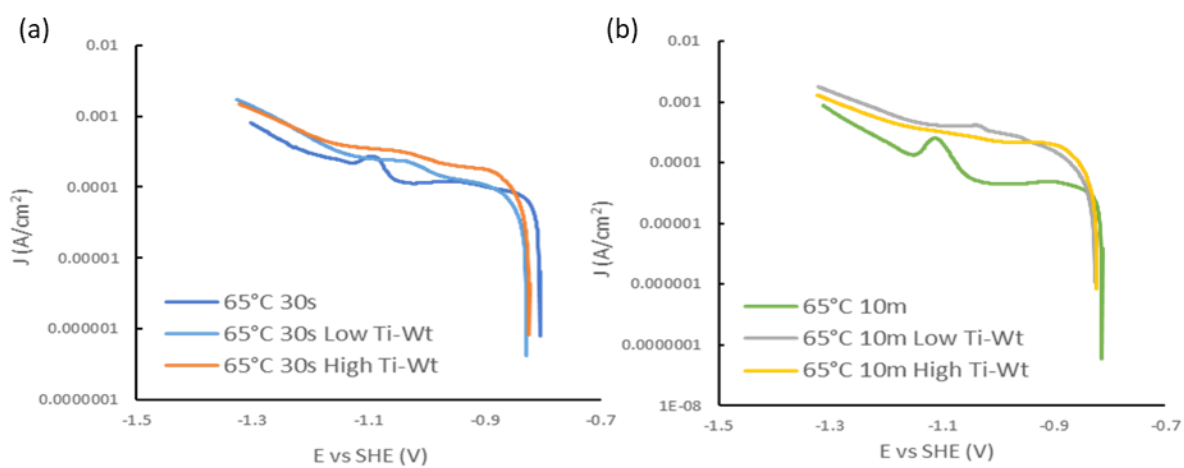 (a)
0.01
0.001
0.0001
0.00001
0.000001
0.0000001
J (A/cm²)
65°C 30s
65°C 30s Low Ti-Wt
65°C 30s High Ti-Wt
-1.5
-1.3
-1.1
-0.9
-0.7
E vs SHE (V)
(b)
0.01
0.001
0.0001
0.00001
0.000001
0.0000001
1E-08
J (A/cm²)
65°C 10m
65°C 10m Low Ti-Wt
65°C 10m High Ti-Wt
-1.5
-1.3
-1.1
-0.9
-0.7
E vs SHE (V)